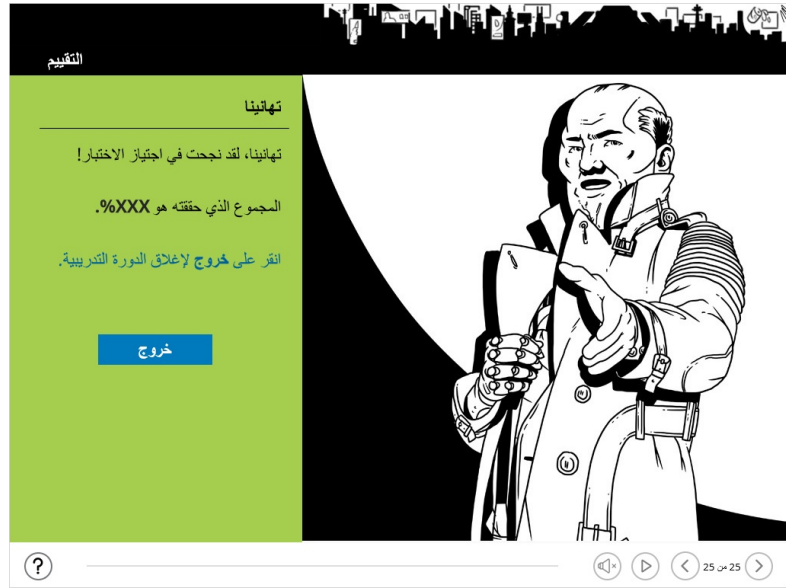 التقييم
تهانينا
تهانينا، لقد نجحت في اجتياز الاختبار!
المجموع الذي حققته هو XXX%.
انقر على خروج لإغلاق الدورة التدريبية.
خروج
25 من 25
?